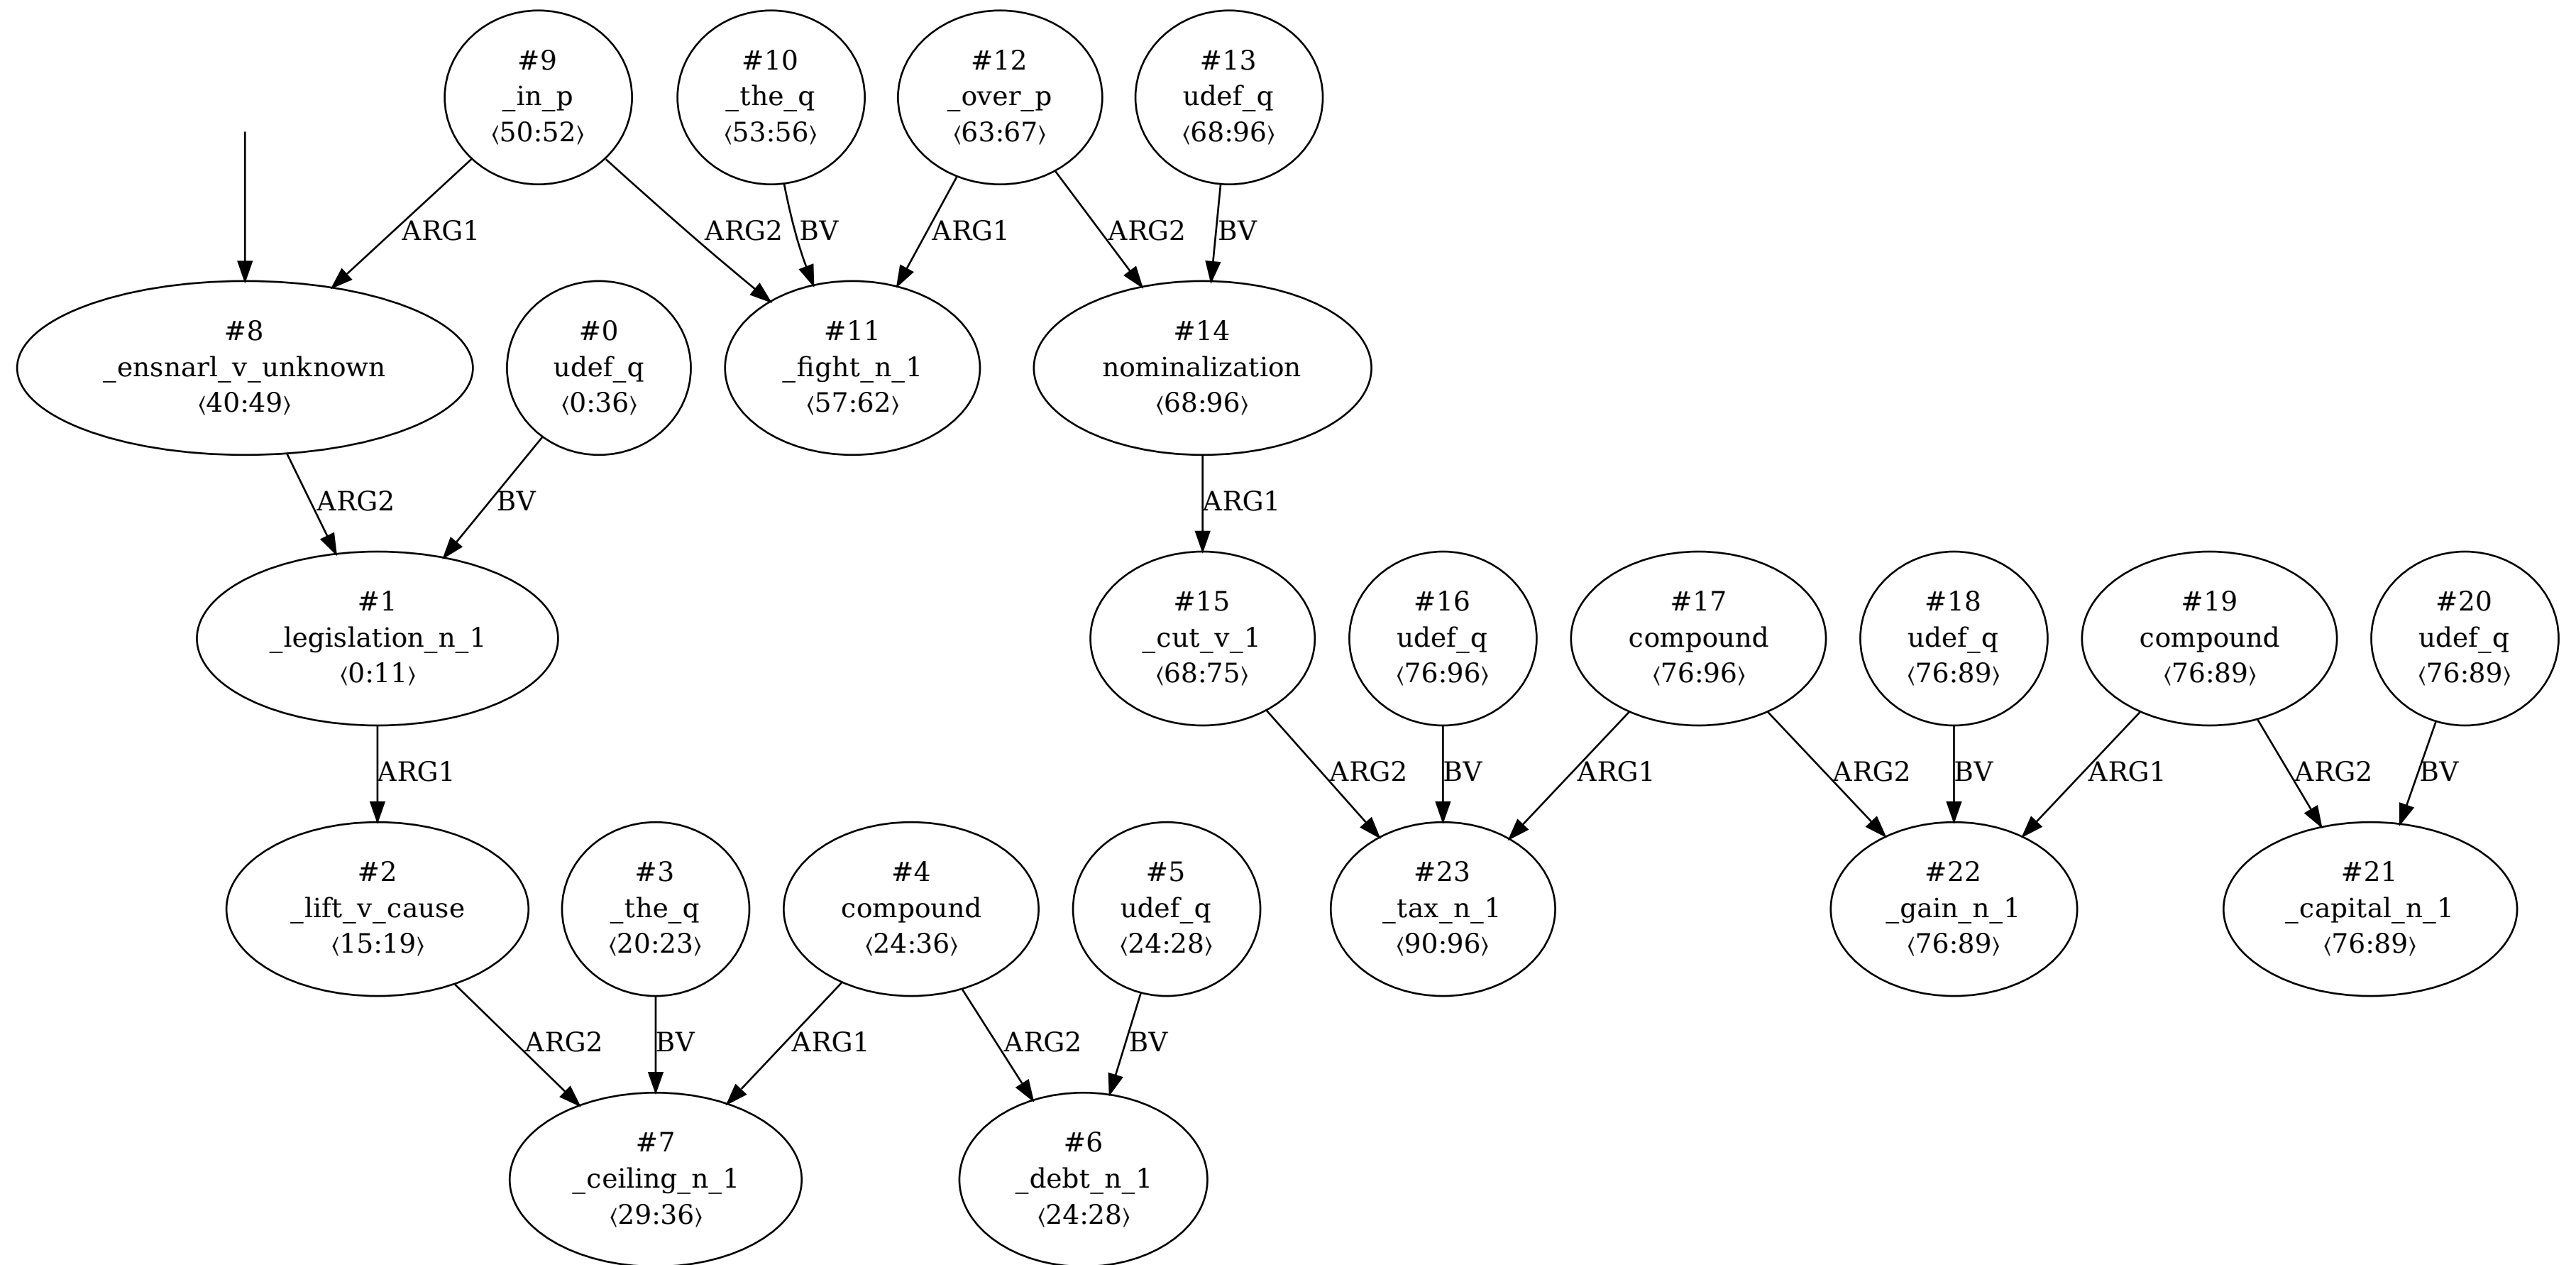 #9
_in_p
⟨50:52⟩
#10
_the_q
⟨53:56⟩
#12
_over_p
⟨63:67⟩
#13
udef_q
⟨68:96⟩
ARG1
ARG2
BV
ARG1
ARG2
BV
#8
_ensnarl_v_unknown
⟨40:49⟩
#0
udef_q
⟨0:36⟩
#11
_fight_n_1
⟨57:62⟩
#14
nominalization
⟨68:96⟩
ARG2
BV
ARG1
#1
_legislation_n_1
⟨0:11⟩
#15
_cut_v_1
⟨68:75⟩
#16
udef_q
⟨76:96⟩
#17
compound
⟨76:96⟩
#18
udef_q
⟨76:89⟩
#19
compound
⟨76:89⟩
#20
udef_q
⟨76:89⟩
ARG1
ARG2
BV
ARG1
ARG2
BV
ARG1
ARG2
BV
#2
_lift_v_cause
⟨15:19⟩
#3
_the_q
⟨20:23⟩
#4
compound
⟨24:36⟩
#5
udef_q
⟨24:28⟩
#23
_tax_n_1
⟨90:96⟩
#22
_gain_n_1
⟨76:89⟩
#21
_capital_n_1
⟨76:89⟩
ARG2
BV
ARG1
ARG2
BV
#7
_ceiling_n_1
⟨29:36⟩
#6
_debt_n_1
⟨24:28⟩